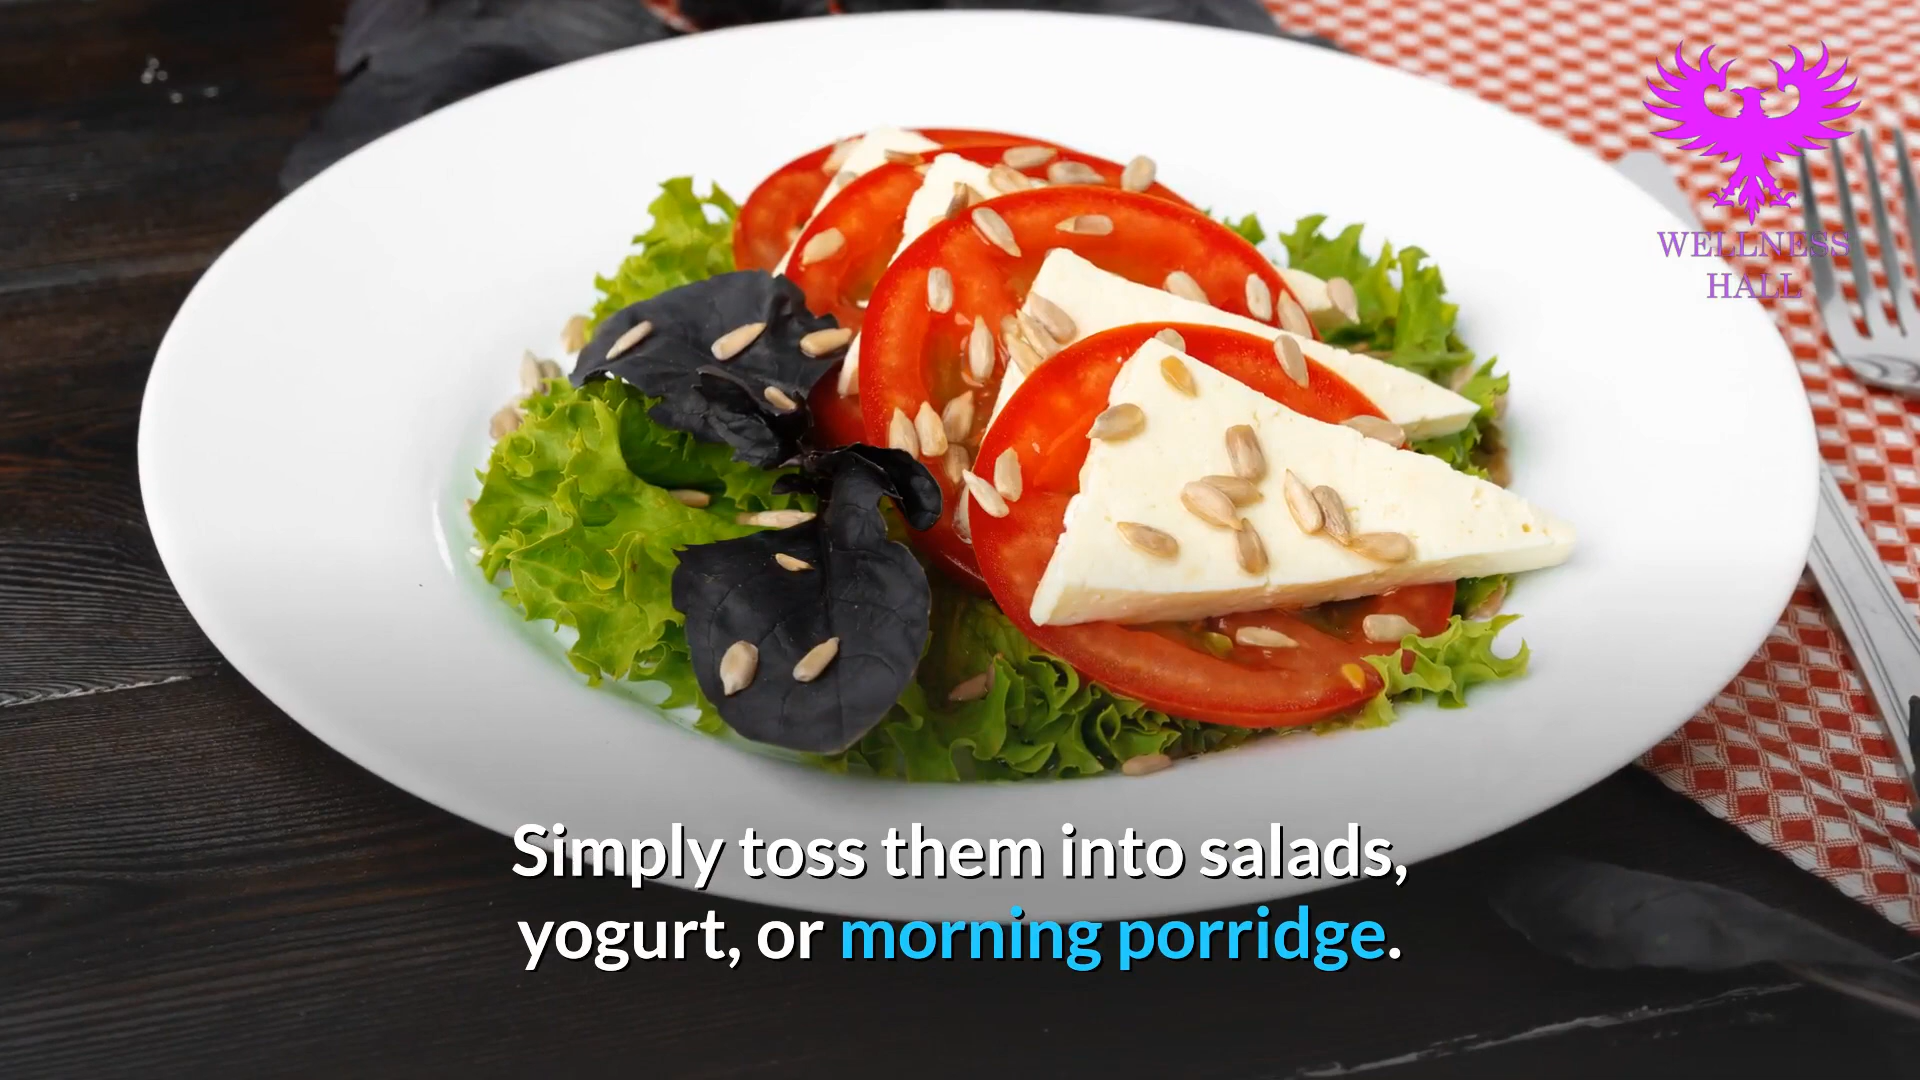 WELLNESS
HALL
Simply toss them into salads,
yogurt, or morning porridge.